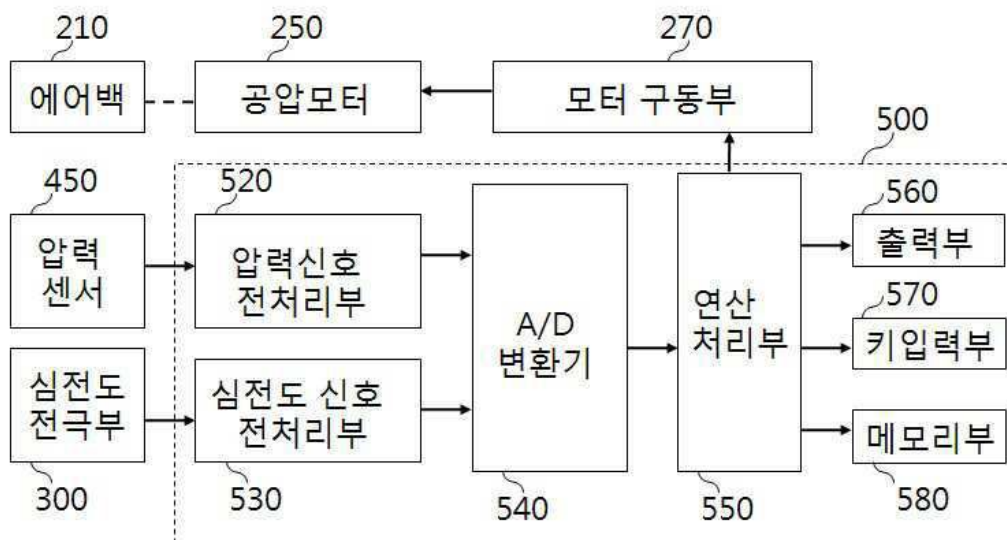 210
250
270
에어백
공압모터
모터 구동부
500
450
520
560
압력
센서
압력신호
전처리부
A/D
변환기
연산
처리부
출력부
570
키입력부
심전도
전극부
심전도 신호
전처리부
메모리부
300
530
540
550
580